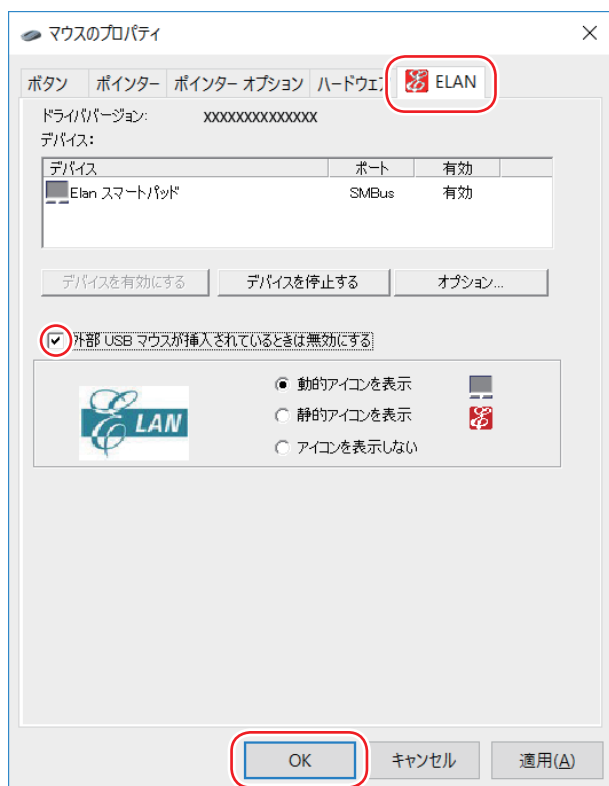 マウスのプロパティ
ボタン ポインター ポインター オプション ハードウェア ELAN
ドライババージョン: XXXXXXXXXXXXXX
デバイス:
デバイス ポート 有効
Elan スマートパッド SMBus 有効
デバイスを有効にする デバイスを停止する オプション...
外部 USB マウスが挿入されているときは無効にする
動的アイコンを表示
静的アイコンを表示
ELAN
アイコンを表示しない
OK キャンセル 適用(A)